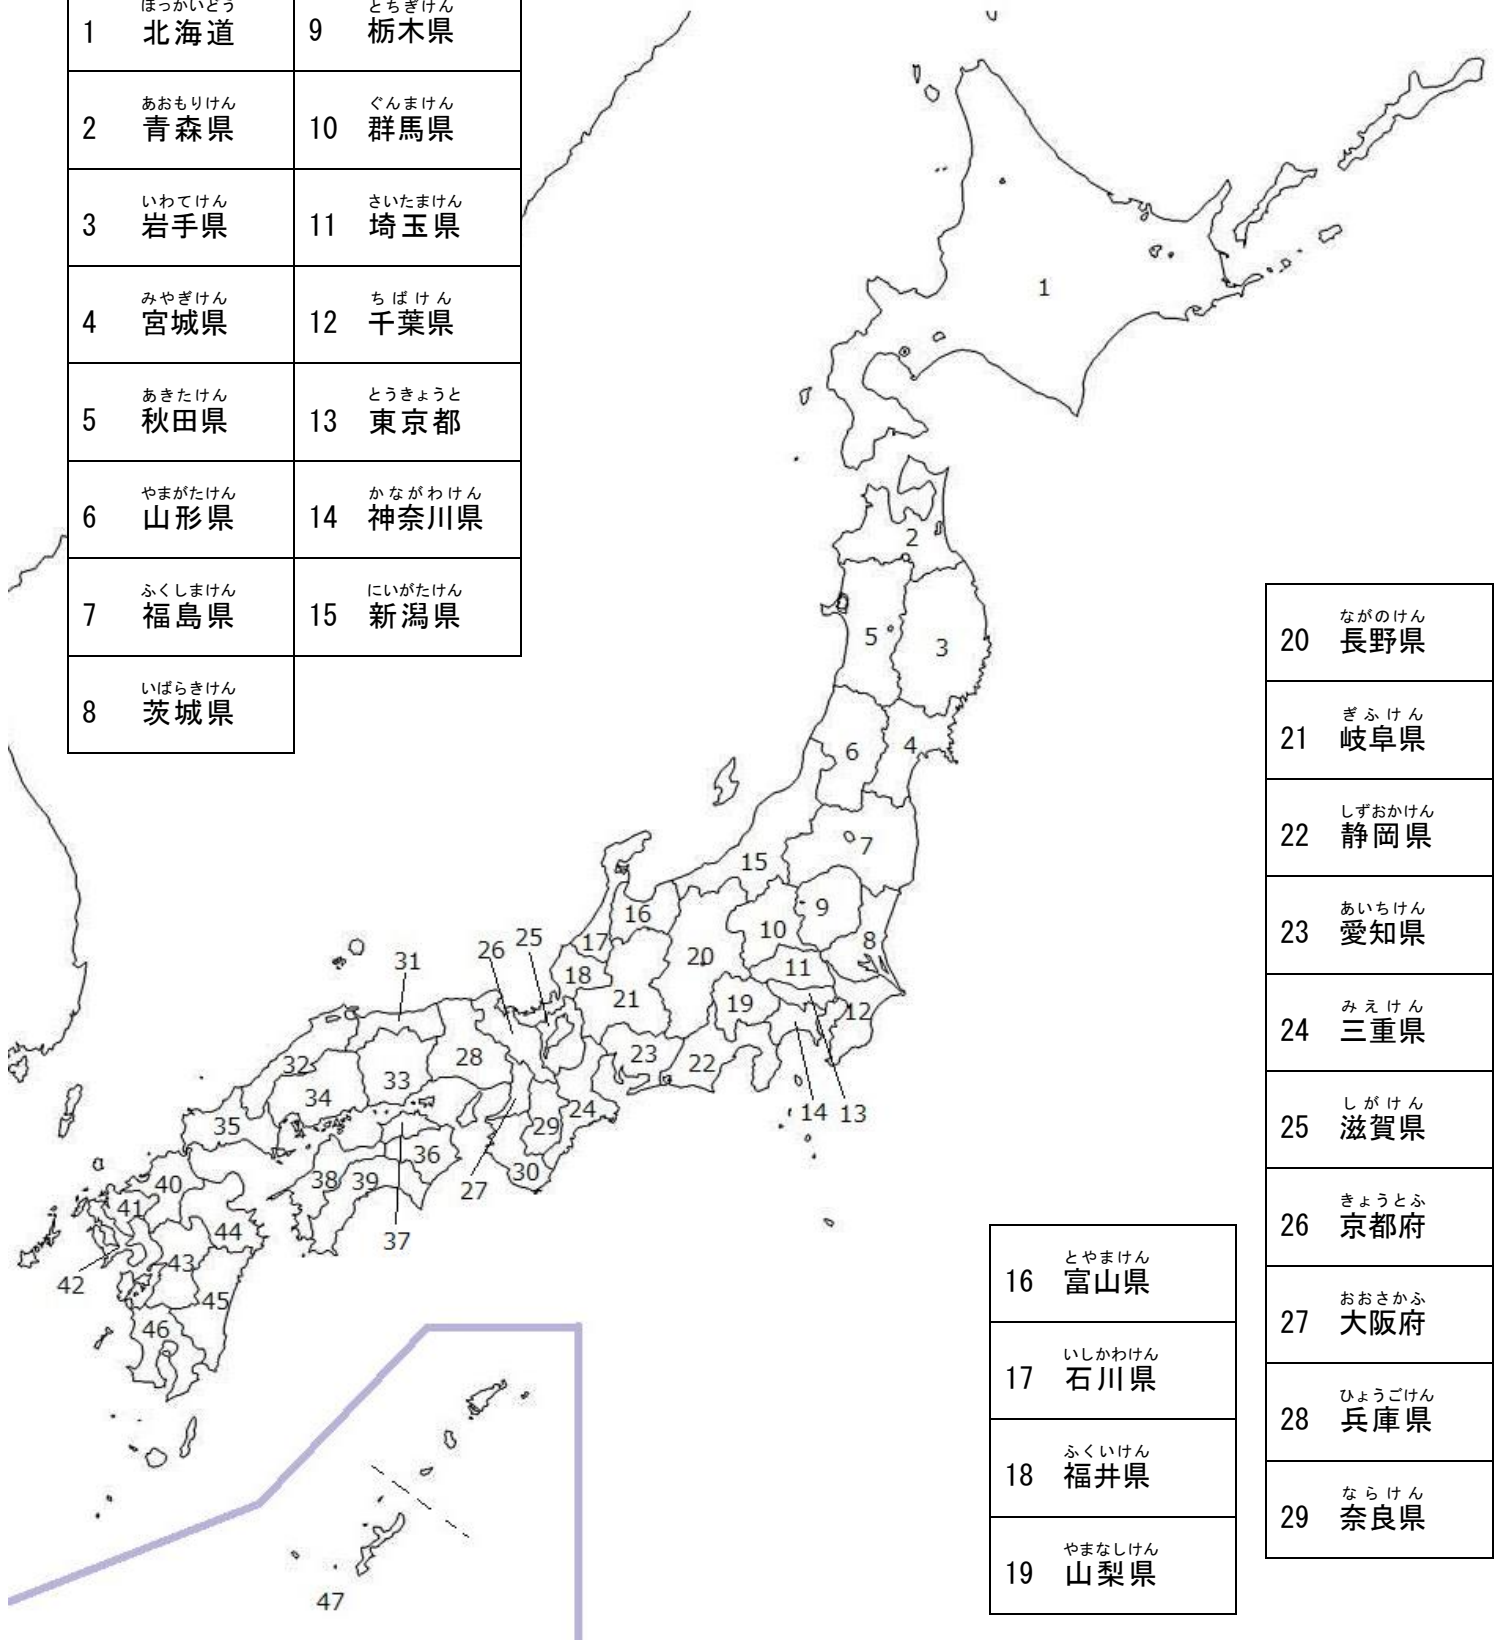 ほっかいどう
1 北海道
とちぎけん
9 栃木県
あおもりけん
2 青森県
ぐんまけん
10 群馬県
いわてけん
3 岩手県
さいたまけん
11 埼玉県
みやぎけん
4 宮城県
ちばけん
12 千葉県
あきたけん
5 秋田県
とうきょうと
13 東京都
やまがたけん
6 山形県
かながわけん
14 神奈川県
ふくしまけん
7 福島県
にいがたけん
15 新潟県
いばらきけん
8 茨城県
1
2
5
3
6
4
7
15
9
16
10
8
17
25
26
20
31
11
18
21
19
12
28
23
22
32
33
34
24
14
13
35
29
36
30
38
39
27
40
41
44
37
43
42
45
46
47
ながのけん
20 長野県
ぎふけん
21 岐阜県
しずおかけん
22 静岡県
あいちけん
23 愛知県
みえけん
24 三重県
しがけん
25 滋賀県
きょうとふ
26 京都府
おおさかふ
27 大阪府
ひょうごけん
28 兵庫県
ならけん
29 奈良県
とやまけん
16 富山県
いしかわけん
17 石川県
ふくいけん
18 福井県
やまなしけん
19 山梨県